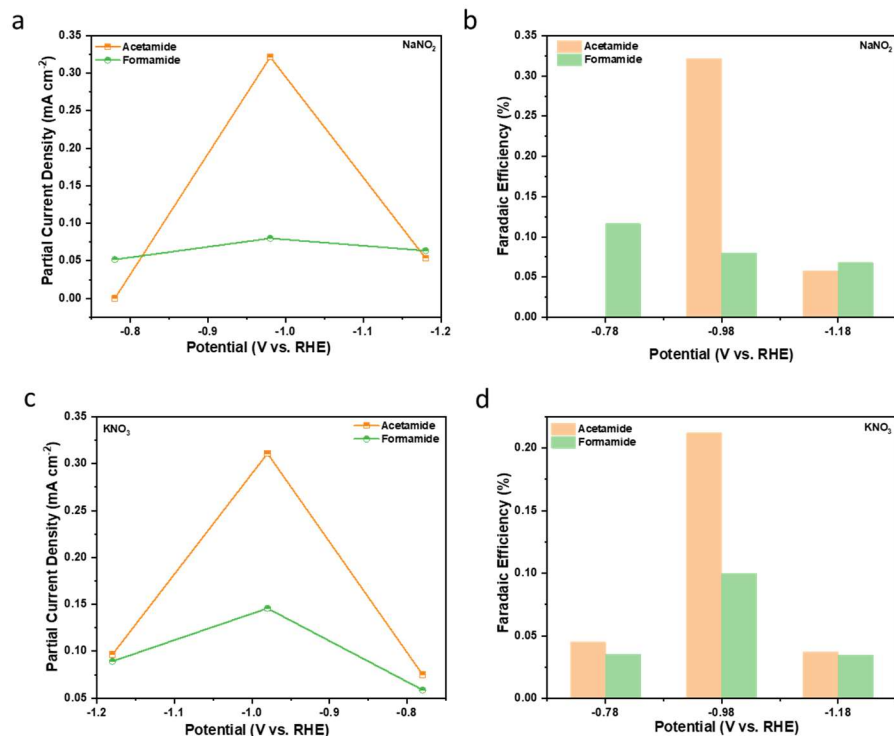 a
Partial Current Density (mA cm⁻²)
0.35
0.30
0.25
0.20
0.15
0.10
0.05
0.00
Acetamide
Formamide
NaNO₂
-0.8 -0.9 -1.0 -1.1 -1.2
Potential (V vs. RHE)
b
Faradaic Efficiency (%)
0.35
0.30
0.25
0.20
0.15
0.10
0.05
0.00
Acetamide
Formamide
NaNO₂
-0.78 -0.98 -1.18
Potential (V vs. RHE)
c
Partial Current Density (mA cm⁻²)
0.35
0.30
0.25
0.20
0.15
0.10
0.05
KNO₃
Acetamide
Formamide
-1.2 -1.1 -1.0 -0.9 -0.8
Potential (V vs. RHE)
d
Faradaic Efficiency (%)
0.20
0.15
0.10
0.05
0.00
Acetamide
Formamide
KNO₃
-0.78 -0.98 -1.18
Potential (V vs. RHE)